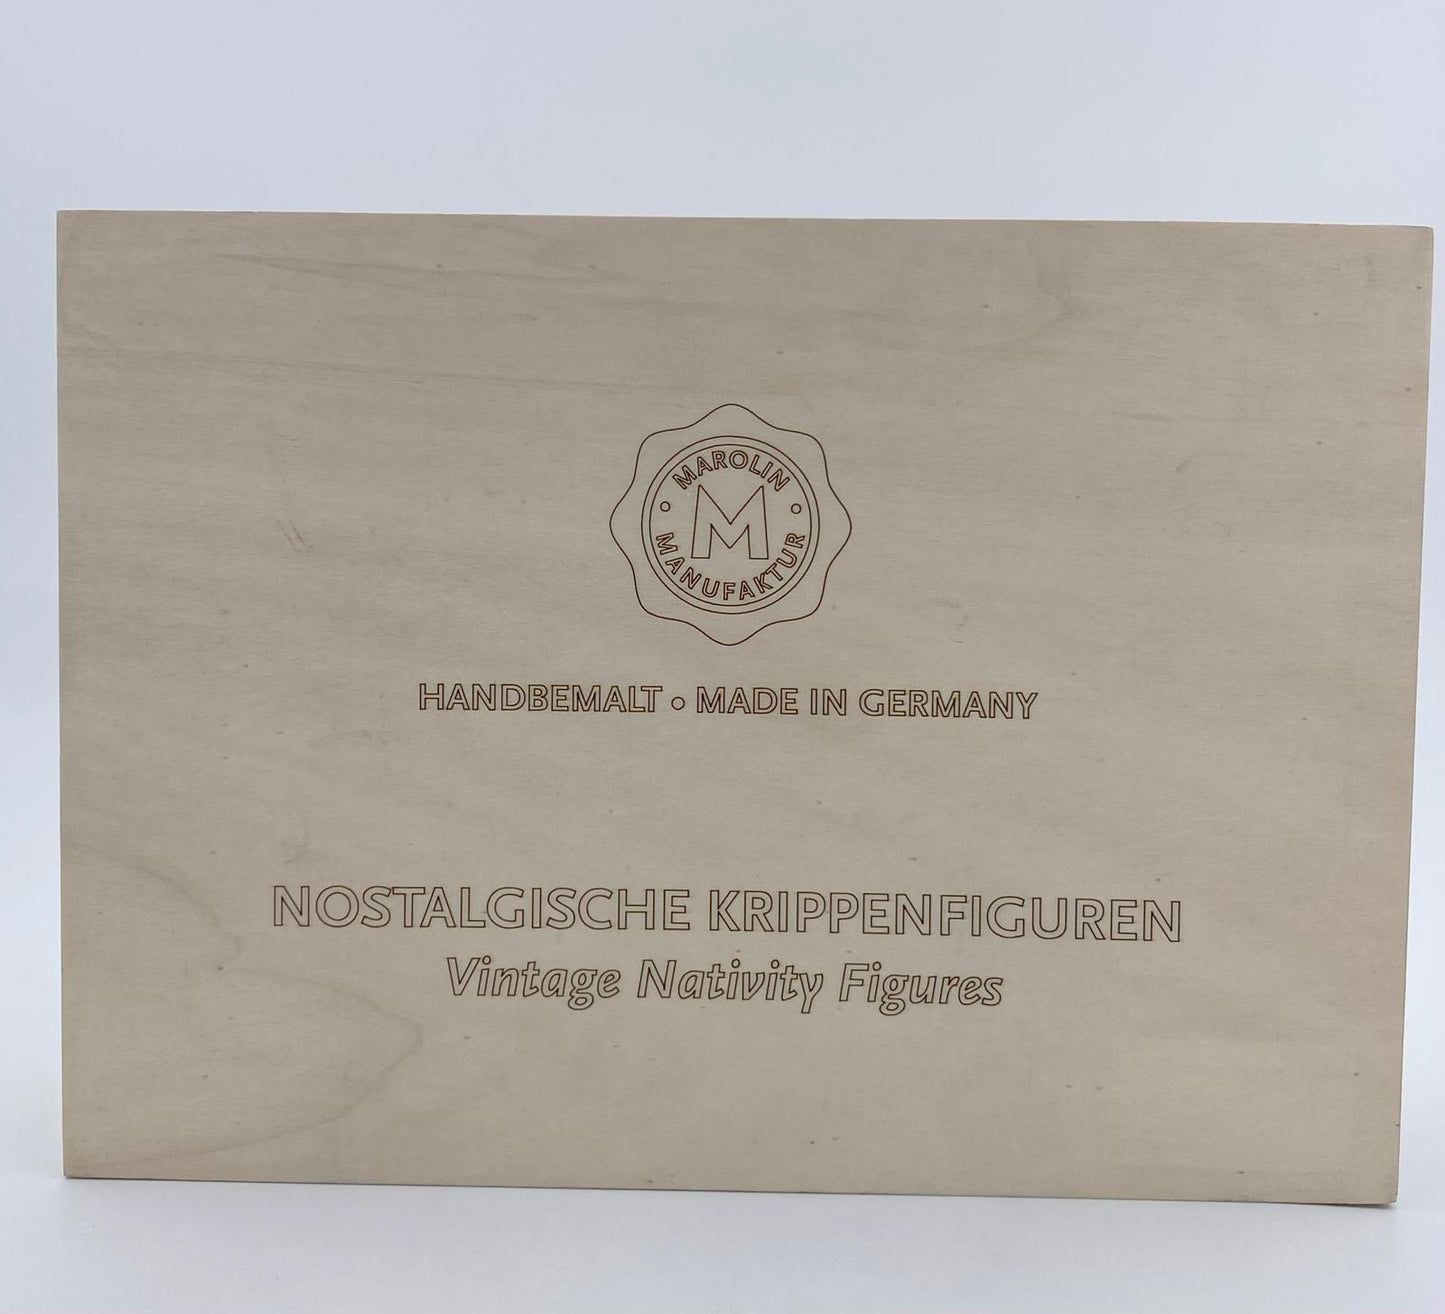 MAROLIN
M
MANUFAKTUR
HANDBEMALT • MADE IN GERMANY
NOSTALGISCHE KRIPPENFIGUREN
Vintage Nativity Figures